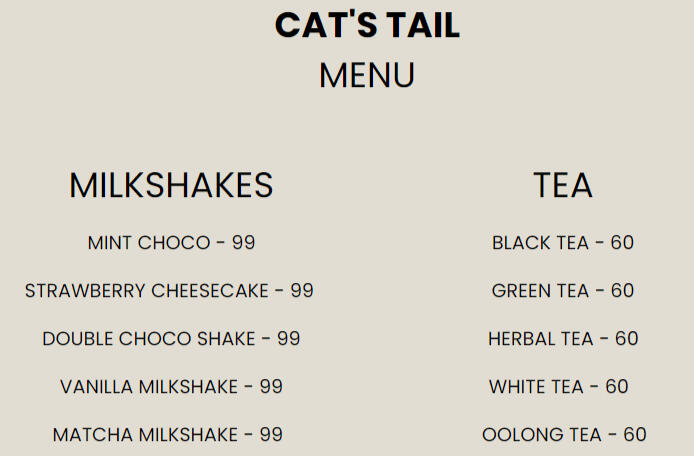 CAT'S TAIL
MENU
MILKSHAKES
MINT CHOCO - 99
STRAWBERRY CHEESECAKE - 99
DOUBLE CHOCO SHAKE - 99
VANILLA MILKSHAKE - 99
MATCHA MILKSHAKE - 99
TEA
BLACK TEA - 60
GREEN TEA - 60
HERBAL TEA - 60
WHITE TEA - 60
OOLONG TEA - 60